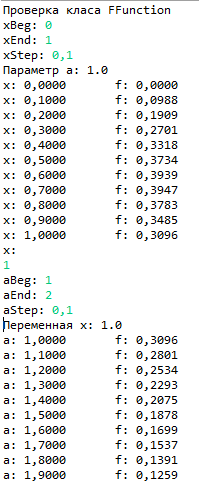 Проверка класа FFunction
xBeg: 0
xEnd: 1
xStep: 0,1
Параметр a: 1.0
x: 0,0000 f: 0,0000
x: 0,1000 f: 0,0988
x: 0,2000 f: 0,1909
x: 0,3000 f: 0,2701
x: 0,4000 f: 0,3318
x: 0,5000 f: 0,3734
x: 0,6000 f: 0,3939
x: 0,7000 f: 0,3947
x: 0,8000 f: 0,3783
x: 0,9000 f: 0,3485
x: 1,0000 f: 0,3096
x:
1
aBeg: 1
aEnd: 2
aStep: 0,1
Переменная x: 1.0
a: 1,0000 f: 0,3096
a: 1,1000 f: 0,2801
a: 1,2000 f: 0,2534
a: 1,3000 f: 0,2293
a: 1,4000 f: 0,2075
a: 1,5000 f: 0,1878
a: 1,6000 f: 0,1699
a: 1,7000 f: 0,1537
a: 1,8000 f: 0,1391
a: 1,9000 f: 0,1259